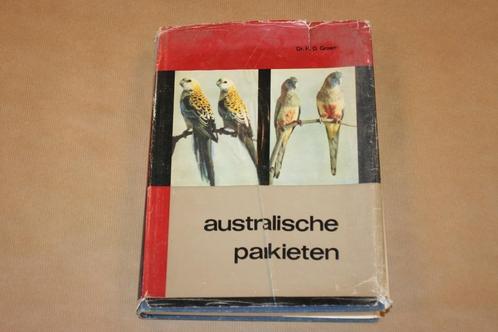 Dr. H. D. Groen
australische
parkieten